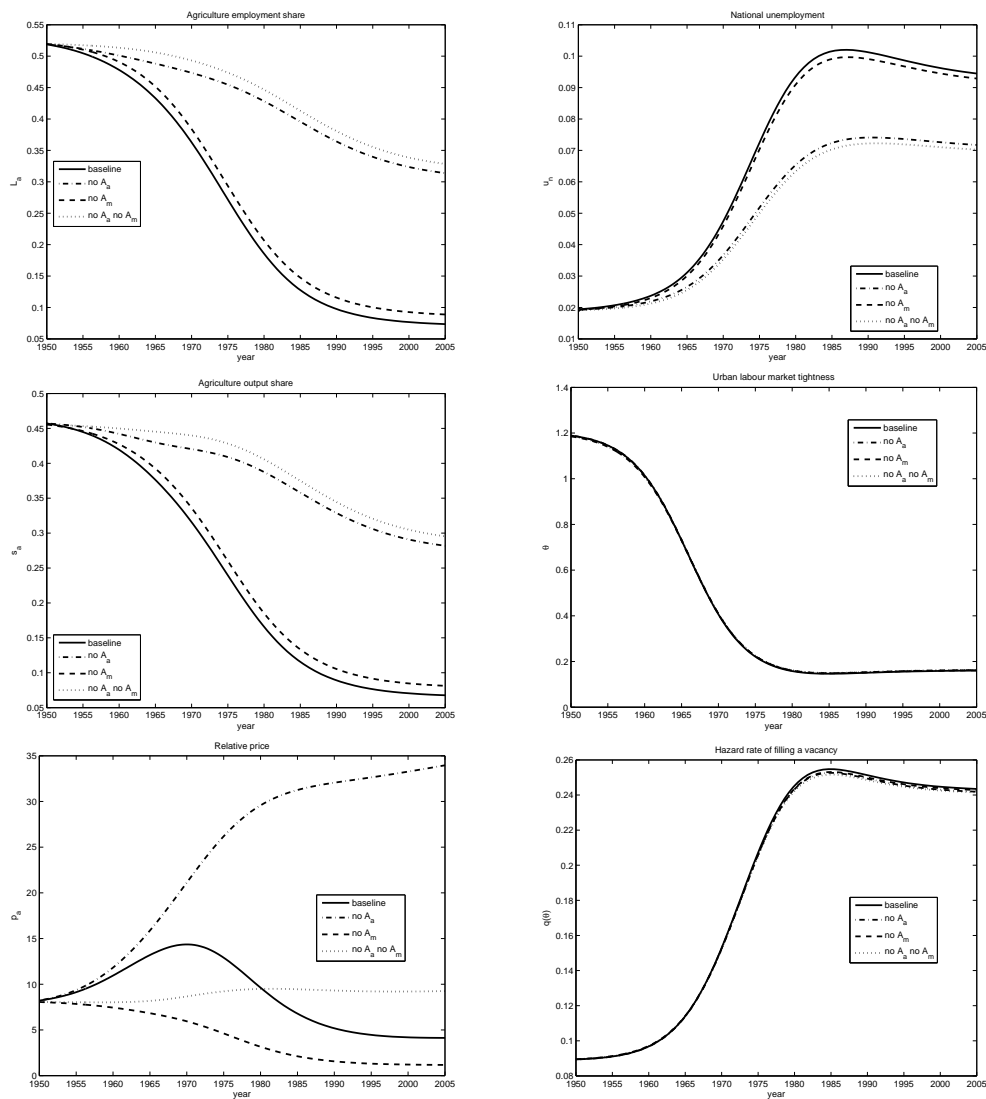 Agriculture employment share
0.55
0.5
0.45
0.4
0.35
0.3
0.25
0.2
0.15
0.1
0.05
L_a
baseline
no A_a
no A_m
no A_a no A_m
1950 1955 1960 1965 1970 1975 1980 1985 1990 1995 2000 2005
year
National unemployment
0.11
0.1
0.09
0.08
0.07
0.06
0.05
0.04
0.03
0.02
0.01
u_n
baseline
no A_a
no A_m
no A_a no A_m
1950 1955 1960 1965 1970 1975 1980 1985 1990 1995 2000 2005
year
Agriculture output share
0.5
0.45
0.4
0.35
0.3
0.25
0.2
0.15
0.1
0.05
s_a
baseline
no A_a
no A_m
no A_a no A_m
1950 1955 1960 1965 1970 1975 1980 1985 1990 1995 2000 2005
year
Urban labour market tightness
1.4
1.2
1
0.8
0.6
0.4
0.2
0
θ
baseline
no A_a
no A_m
no A_a no A_m
1950 1955 1960 1965 1970 1975 1980 1985 1990 1995 2000 2005
year
Relative price
35
30
25
20
15
10
5
0
p_a
baseline
no A_a
no A_m
no A_a no A_m
1950 1955 1960 1965 1970 1975 1980 1985 1990 1995 2000 2005
year
Hazard rate of filling a vacancy
0.26
0.24
0.22
0.2
0.18
0.16
0.14
0.12
0.1
0.08
q(θ)
baseline
no A_a
no A_m
no A_a no A_m
1950 1955 1960 1965 1970 1975 1980 1985 1990 1995 2000 2005
year